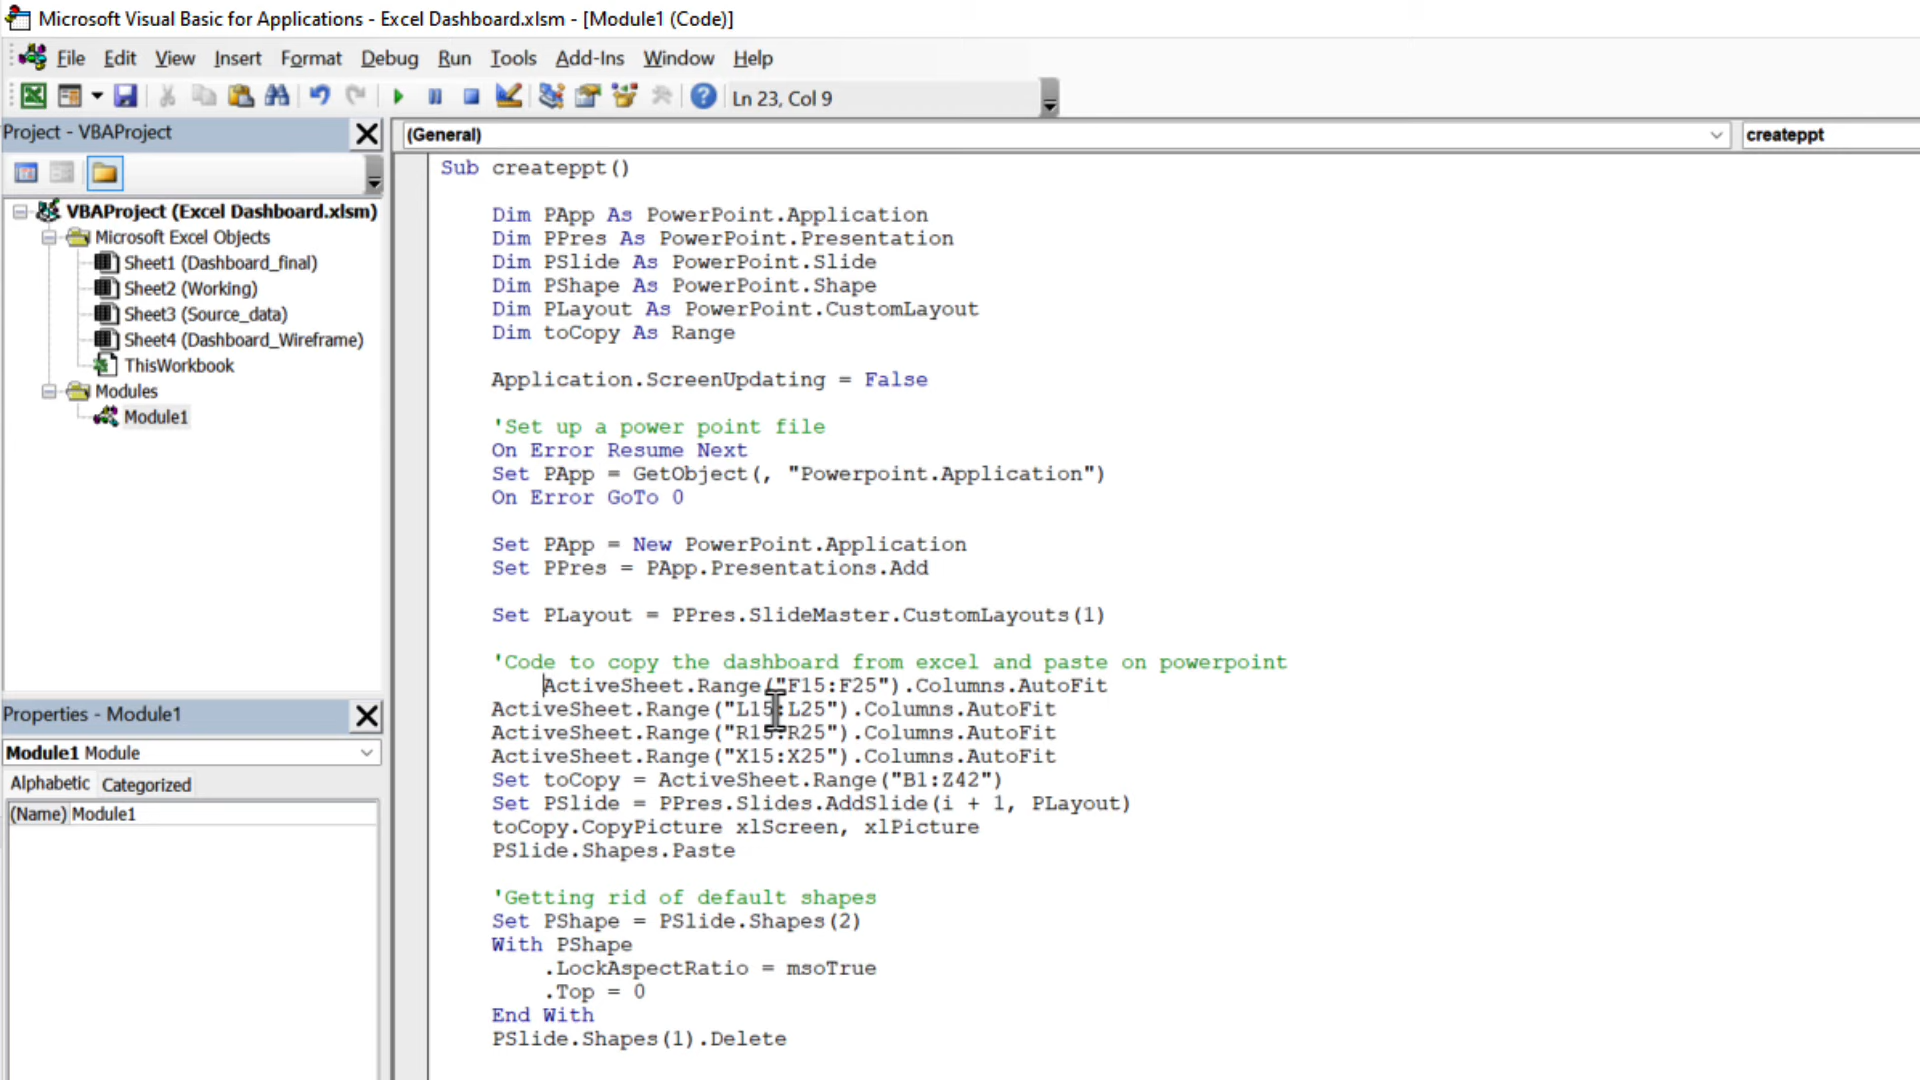 Microsoft Visual Basic for Applications - Excel Dashboard.xlsm - [Module1 (Code)]
File Edit View Insert Format Debug Run Tools Add-Ins Window Help
Ln 23, Col 9
Project - VBAProject
(General)
createppt
VBAProject (Excel Dashboard.xlsm)
Microsoft Excel Objects
Sheet1 (Dashboard_final)
Sheet2 (Working)
Sheet3 (Source_data)
Sheet4 (Dashboard_Wireframe)
ThisWorkbook
Modules
Module1
Properties - Module1
Module1 Module
Alphabetic Categorized
(Name) Module1
Sub createppt()
Dim PApp As PowerPoint.Application
Dim PPres As PowerPoint.Presentation
Dim PSlide As PowerPoint.Slide
Dim PShape As PowerPoint.Shape
Dim PLayout As PowerPoint.CustomLayout
Dim toCopy As Range
Application.ScreenUpdating = False
'Set up a power point file
On Error Resume Next
Set PApp = GetObject(, "Powerpoint.Application")
On Error GoTo 0
Set PApp = New PowerPoint.Application
Set PPres = PApp.Presentations.Add
Set PLayout = PPres.SlideMaster.CustomLayouts(1)
'Code to copy the dashboard from excel and paste on powerpoint
ActiveSheet.Range("F15:F25").Columns.AutoFit
ActiveSheet.Range("L15:L25").Columns.AutoFit
ActiveSheet.Range("R15:R25").Columns.AutoFit
ActiveSheet.Range("X15:X25").Columns.AutoFit
Set toCopy = ActiveSheet.Range("B1:Z42")
Set PSlide = PPres.Slides.AddSlide(i + 1, PLayout)
toCopy.CopyPicture xlScreen, xlPicture
PSlide.Shapes.Paste
'Getting rid of default shapes
Set PShape = PSlide.Shapes(2)
With PShape
.LockAspectRatio = msoTrue
.Top = 0
End With
PSlide.Shapes(1).Delete